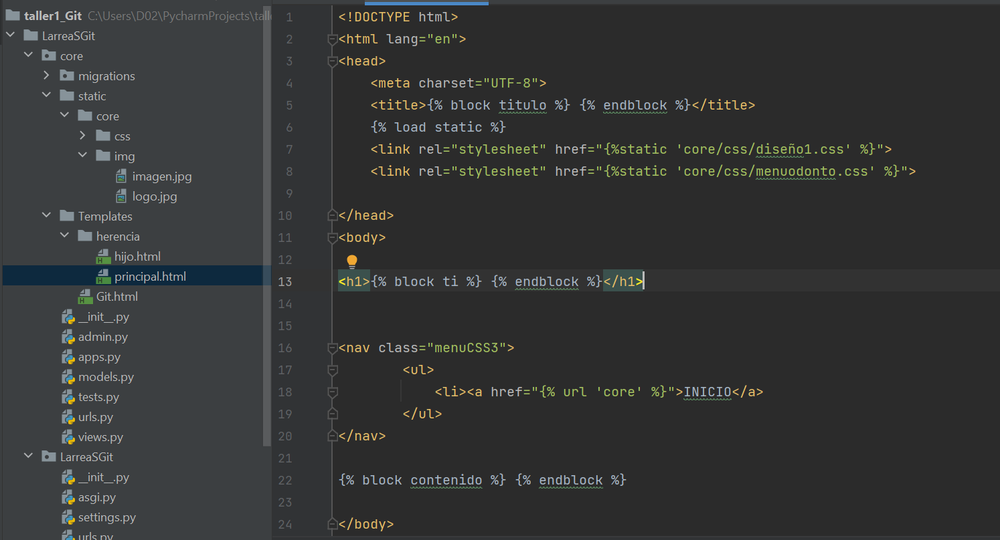 taller1_Git C:\Users\D02\PycharmProjects\tall
LarreaSGit
core
migrations
static
core
css
img
imagen.jpg
logo.jpg
Templates
herencia
hijo.html
principal.html
Git.html
__init__.py
admin.py
apps.py
models.py
tests.py
urls.py
views.py
LarreaSGit
__init__.py
asgi.py
settings.py
urls.py
1 <!DOCTYPE html>
2 <html lang="en">
3 <head>
4 <meta charset="UTF-8">
5 <title>{% block titulo %} {% endblock %}</title>
6 {% load static %}
7 <link rel="stylesheet" href="{%static 'core/css/diseño1.css' %}">
8 <link rel="stylesheet" href="{%static 'core/css/menuodonto.css' %}">
9
10 </head>
11 <body>
12
13 <h1>{% block ti %} {% endblock %}</h1>
14
15
16 <nav class="menuCSS3">
17 <ul>
18 <li><a href="{% url 'core' %}">INICIO</a>
19 </ul>
20 </nav>
21
22 {% block contenido %} {% endblock %}
23
24 </body>